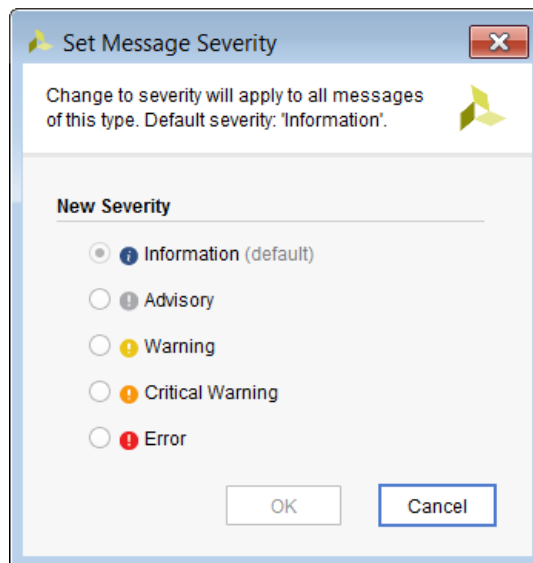 Set Message Severity
Change to severity will apply to all messages
of this type. Default severity: 'Information'.
New Severity
Information (default)
Advisory
Warning
Critical Warning
Error
OK
Cancel